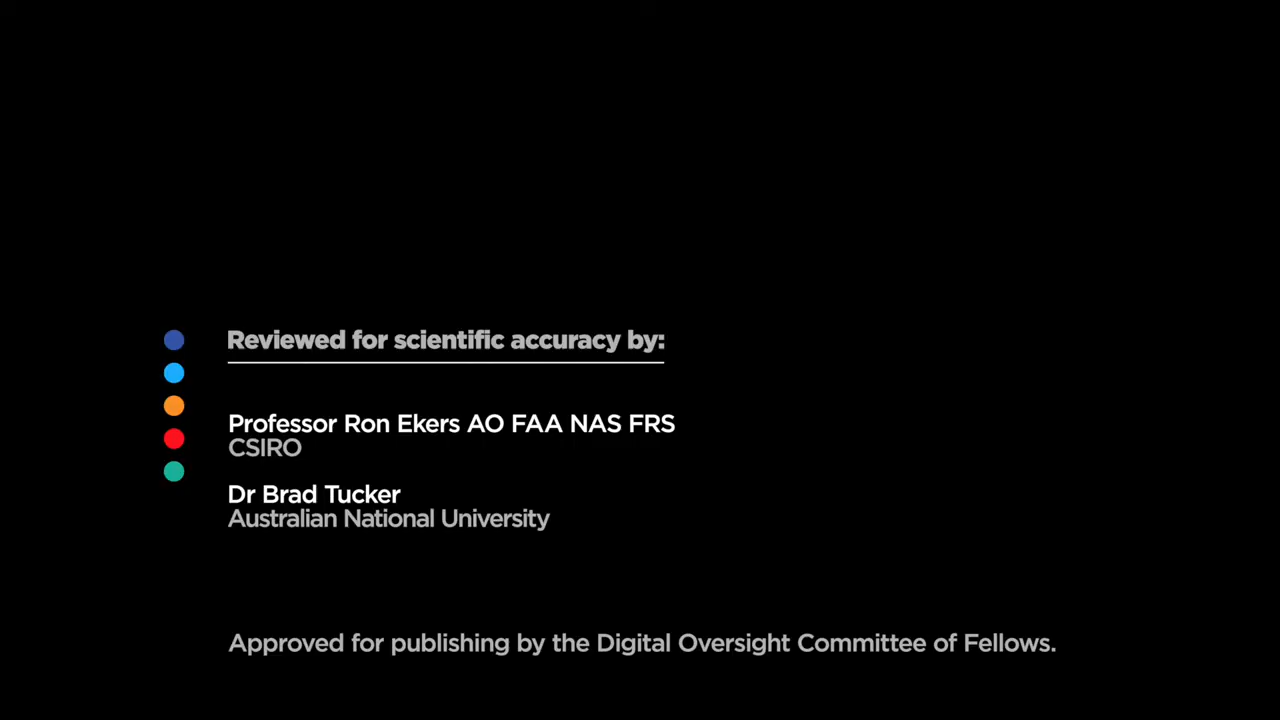 Reviewed for scientific accuracy by:
Professor Ron Ekers AO FAA NAS FRS
CSIRO
Dr Brad Tucker
Australian National University
Approved for publishing by the Digital Oversight Committee of Fellows.